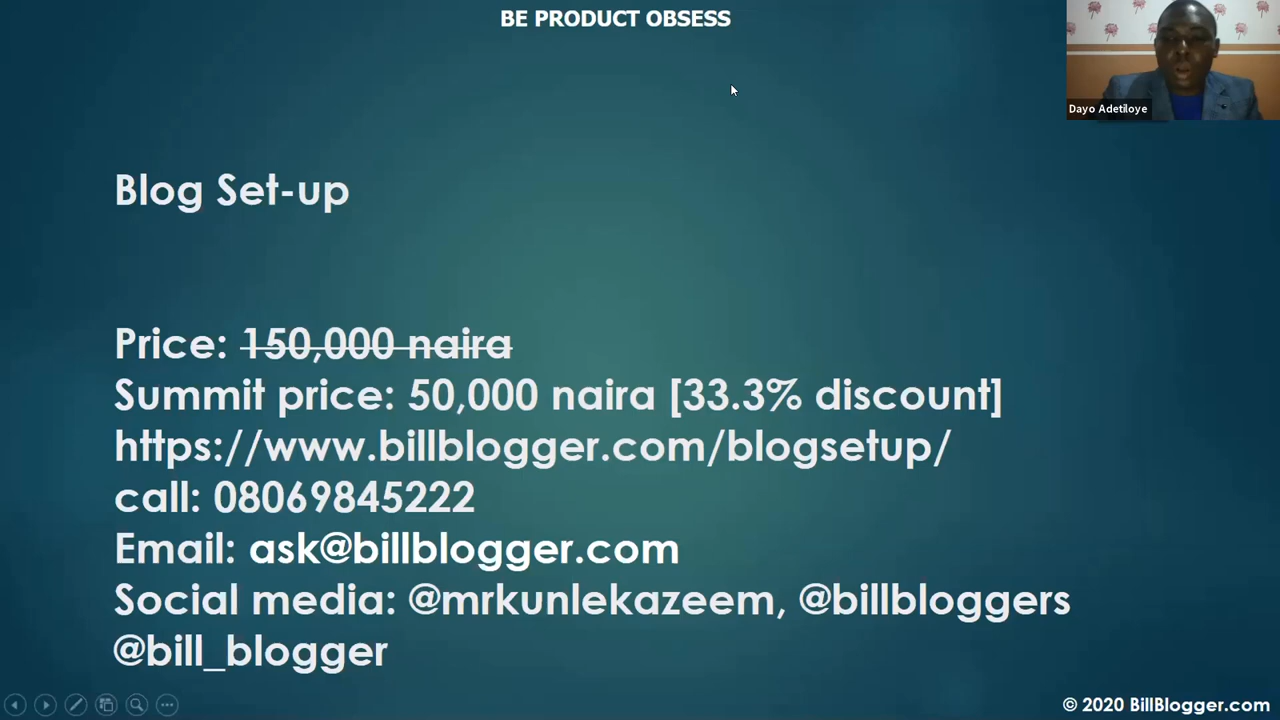 BE PRODUCT OBSESS
Dayo Adetiloye
Blog Set-up
Price: 150,000 naira
Summit price: 50,000 naira [33.3% discount]
https://www.billblogger.com/blogsetup/
call: 08069845222
Email: ask@billblogger.com
Social media: @mrkunlekazeem, @billbloggers
@bill_blogger
© 2020 BillBlogger.com